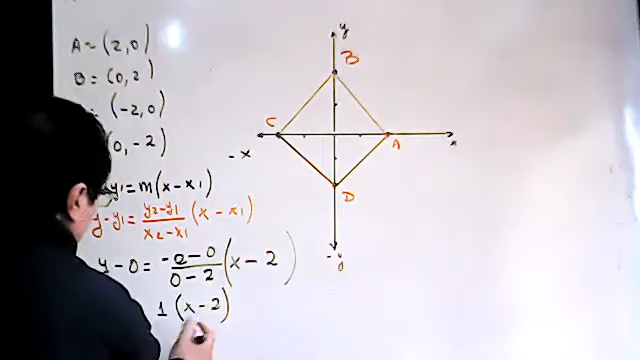 A = (2,0)
B = (0,2)
= (-2,0)
(0,-2)
y₁ = m(x-x₁)
y-y₁ = y₂-y₁/x₂-x₁ (x-x₁)
y-0 = -2-0/0-2 (x-2)
1 (x-2)
y
B
C
A
x
-x
D
-y